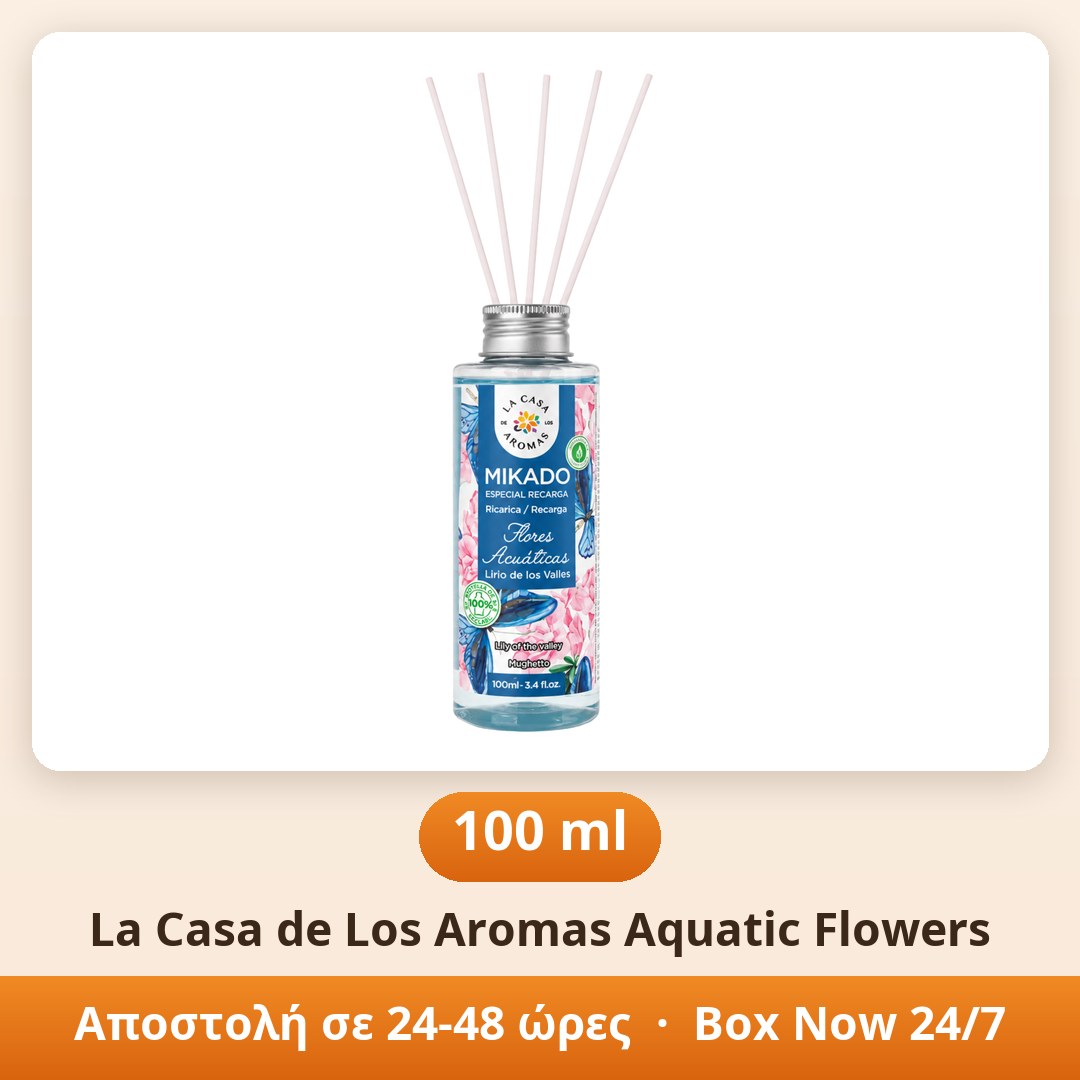 LA CASA
DE LOS
AROMAS
MIKADO
ESPECIAL RECARGA
Ricarica / Recarga
Flores
Acuáticas
Lirio de los Valles
100%
Lily of the valley
Mughetto
100ml - 3.4 fl.oz.
100 ml
La Casa de Los Aromas Aquatic Flowers
Αποστολή σε 24-48 ώρες · Box Now 24/7